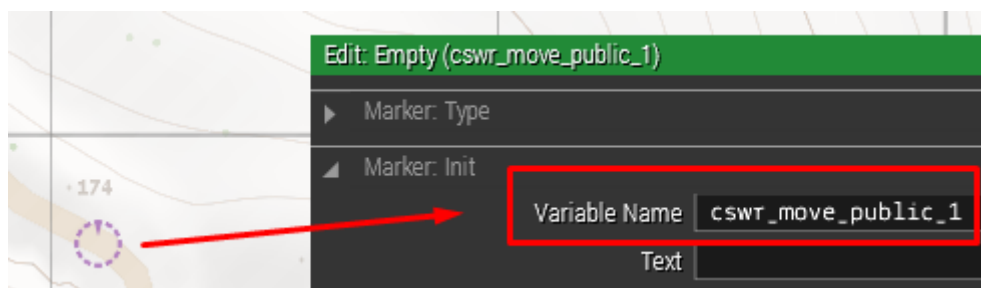 Edit: Empty (cswr_move_public_1)
Marker: Type
Marker: Init
174
Variable Name cswr_move_public_1
Text